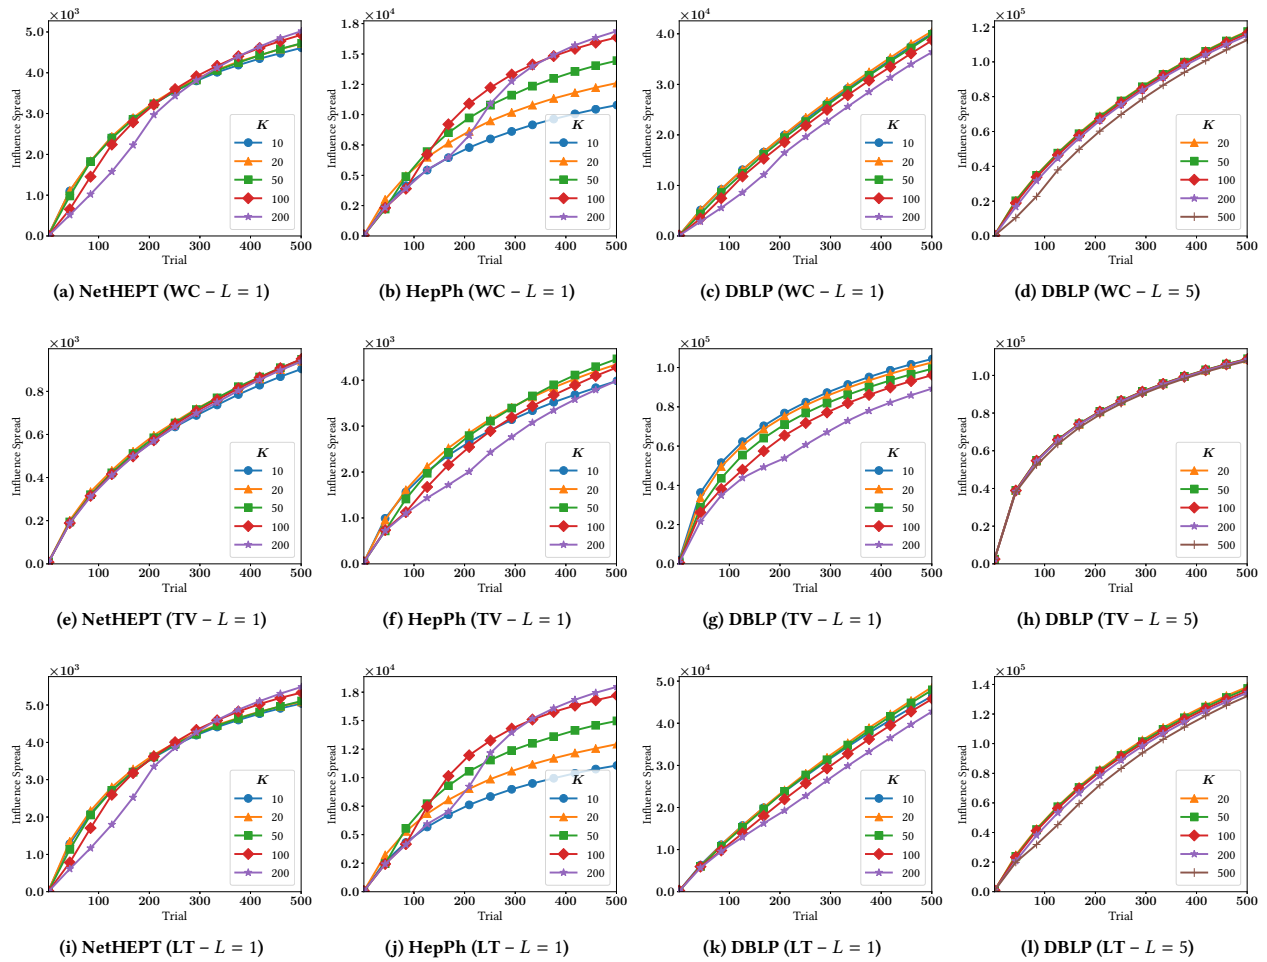 ×10³
Influence Spread
5.0
4.0
3.0
2.0
1.0
0.0
100 200 300 400 500
Trial
K
10
20
50
100
200
(a) NetHEPT (WC – L = 1)
×10⁴
Influence Spread
1.8
1.5
1.2
1.0
0.8
0.5
0.2
0.0
100 200 300 400 500
Trial
K
10
20
50
100
200
(b) HepPh (WC – L = 1)
×10⁴
Influence Spread
4.0
3.0
2.0
1.0
0.0
100 200 300 400 500
Trial
K
10
20
50
100
200
(c) DBLP (WC – L = 1)
×10⁵
Influence Spread
1.2
1.0
0.8
0.6
0.4
0.2
0.0
100 200 300 400 500
Trial
K
20
50
100
200
500
(d) DBLP (WC – L = 5)
×10³
Influence Spread
0.8
0.6
0.4
0.2
0.0
100 200 300 400 500
Trial
K
10
20
50
100
200
(e) NetHEPT (TV – L = 1)
×10³
Influence Spread
4.0
3.0
2.0
1.0
0.0
100 200 300 400 500
Trial
K
10
20
50
100
200
(f) HepPh (TV – L = 1)
×10⁵
Influence Spread
1.0
0.8
0.6
0.4
0.2
0.0
100 200 300 400 500
Trial
K
10
20
50
100
200
(g) DBLP (TV – L = 1)
×10⁵
Influence Spread
1.0
0.8
0.6
0.4
0.2
0.0
100 200 300 400 500
Trial
K
20
50
100
200
500
(h) DBLP (TV – L = 5)
×10³
Influence Spread
5.0
4.0
3.0
2.0
1.0
0.0
100 200 300 400 500
Trial
K
10
20
50
100
200
(i) NetHEPT (LT – L = 1)
×10⁴
Influence Spread
1.8
1.5
1.2
1.0
0.8
0.5
0.2
0.0
100 200 300 400 500
Trial
K
10
20
50
100
200
(j) HepPh (LT – L = 1)
×10⁴
Influence Spread
5.0
4.0
3.0
2.0
1.0
0.0
100 200 300 400 500
Trial
K
10
20
50
100
200
(k) DBLP (LT – L = 1)
×10⁵
Influence Spread
1.4
1.2
1.0
0.8
0.6
0.4
0.2
0.0
100 200 300 400 500
Trial
K
20
50
100
200
500
(l) DBLP (LT – L = 5)